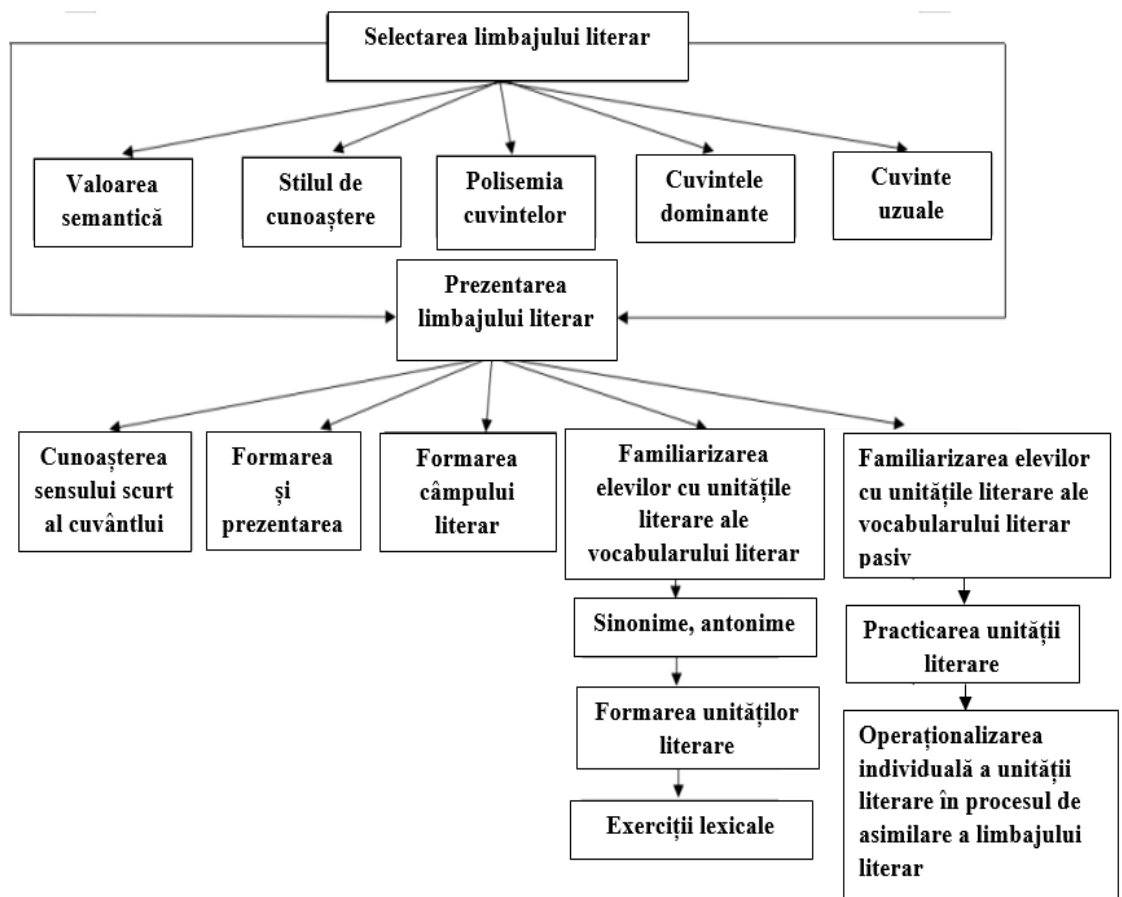 Selectarea limbajului literar
Valoarea
semantică
Stilul de
cunoaștere
Polisemia
cuvintelor
Cuvintele
dominante
Cuvinte
uzuale
Prezentarea
limbajului literar
Cunoașterea
sensului scurt
al cuvântlui
Formarea
și
prezentarea
Formarea
câmpului
literar
Familiarizarea
elevilor cu unitățile
literare ale
vocabularului literar
Familiarizarea elevilor
cu unitățile literare ale
vocabularului literar
pasiv
Sinonime, antonime
Practicarea unității
literare
Formarea unităților
literare
Operaționalizarea
individuală a unității
literare în procesul de
asimilare a limbajului
literar
Exerciții lexicale